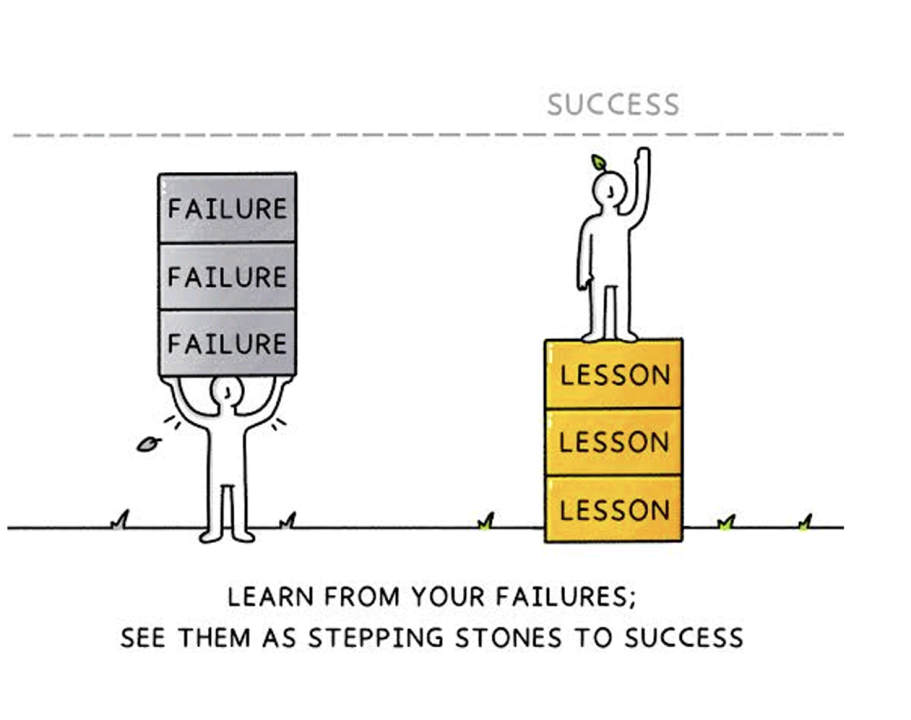 SUCCESS
FAILURE
FAILURE
FAILURE
LESSON
LESSON
LESSON
LEARN FROM YOUR FAILURES;
SEE THEM AS STEPPING STONES TO SUCCESS